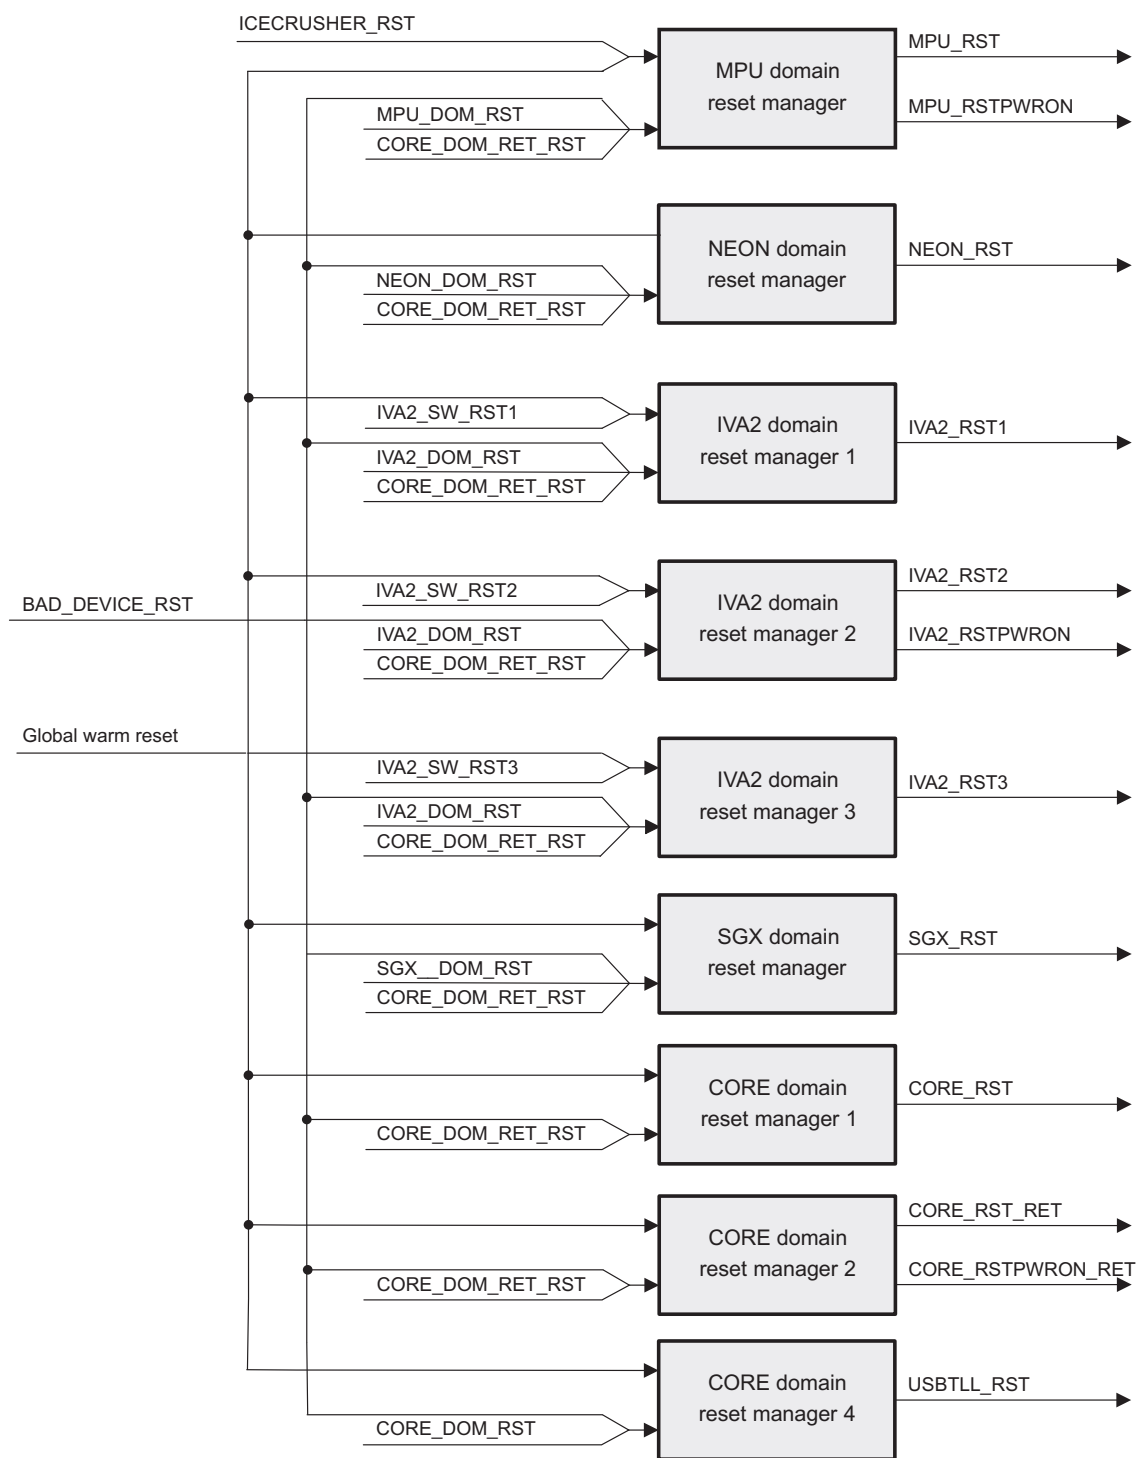 ICECRUSHER_RST
MPU_DOM_RST
CORE_DOM_RET_RST
MPU domain
reset manager
MPU_RST
MPU_RSTPWRON
NEON_DOM_RST
CORE_DOM_RET_RST
NEON domain
reset manager
NEON_RST
IVA2_SW_RST1
IVA2_DOM_RST
CORE_DOM_RET_RST
IVA2 domain
reset manager 1
IVA2_RST1
BAD_DEVICE_RST
IVA2_SW_RST2
IVA2_DOM_RST
CORE_DOM_RET_RST
IVA2 domain
reset manager 2
IVA2_RST2
IVA2_RSTPWRON
Global warm reset
IVA2_SW_RST3
IVA2_DOM_RST
CORE_DOM_RET_RST
IVA2 domain
reset manager 3
IVA2_RST3
SGX__DOM_RST
CORE_DOM_RET_RST
SGX domain
reset manager
SGX_RST
CORE_DOM_RET_RST
CORE domain
reset manager 1
CORE_RST
CORE_DOM_RET_RST
CORE domain
reset manager 2
CORE_RST_RET
CORE_RSTPWRON_RET
CORE_DOM_RST
CORE domain
reset manager 4
USBTLL_RST